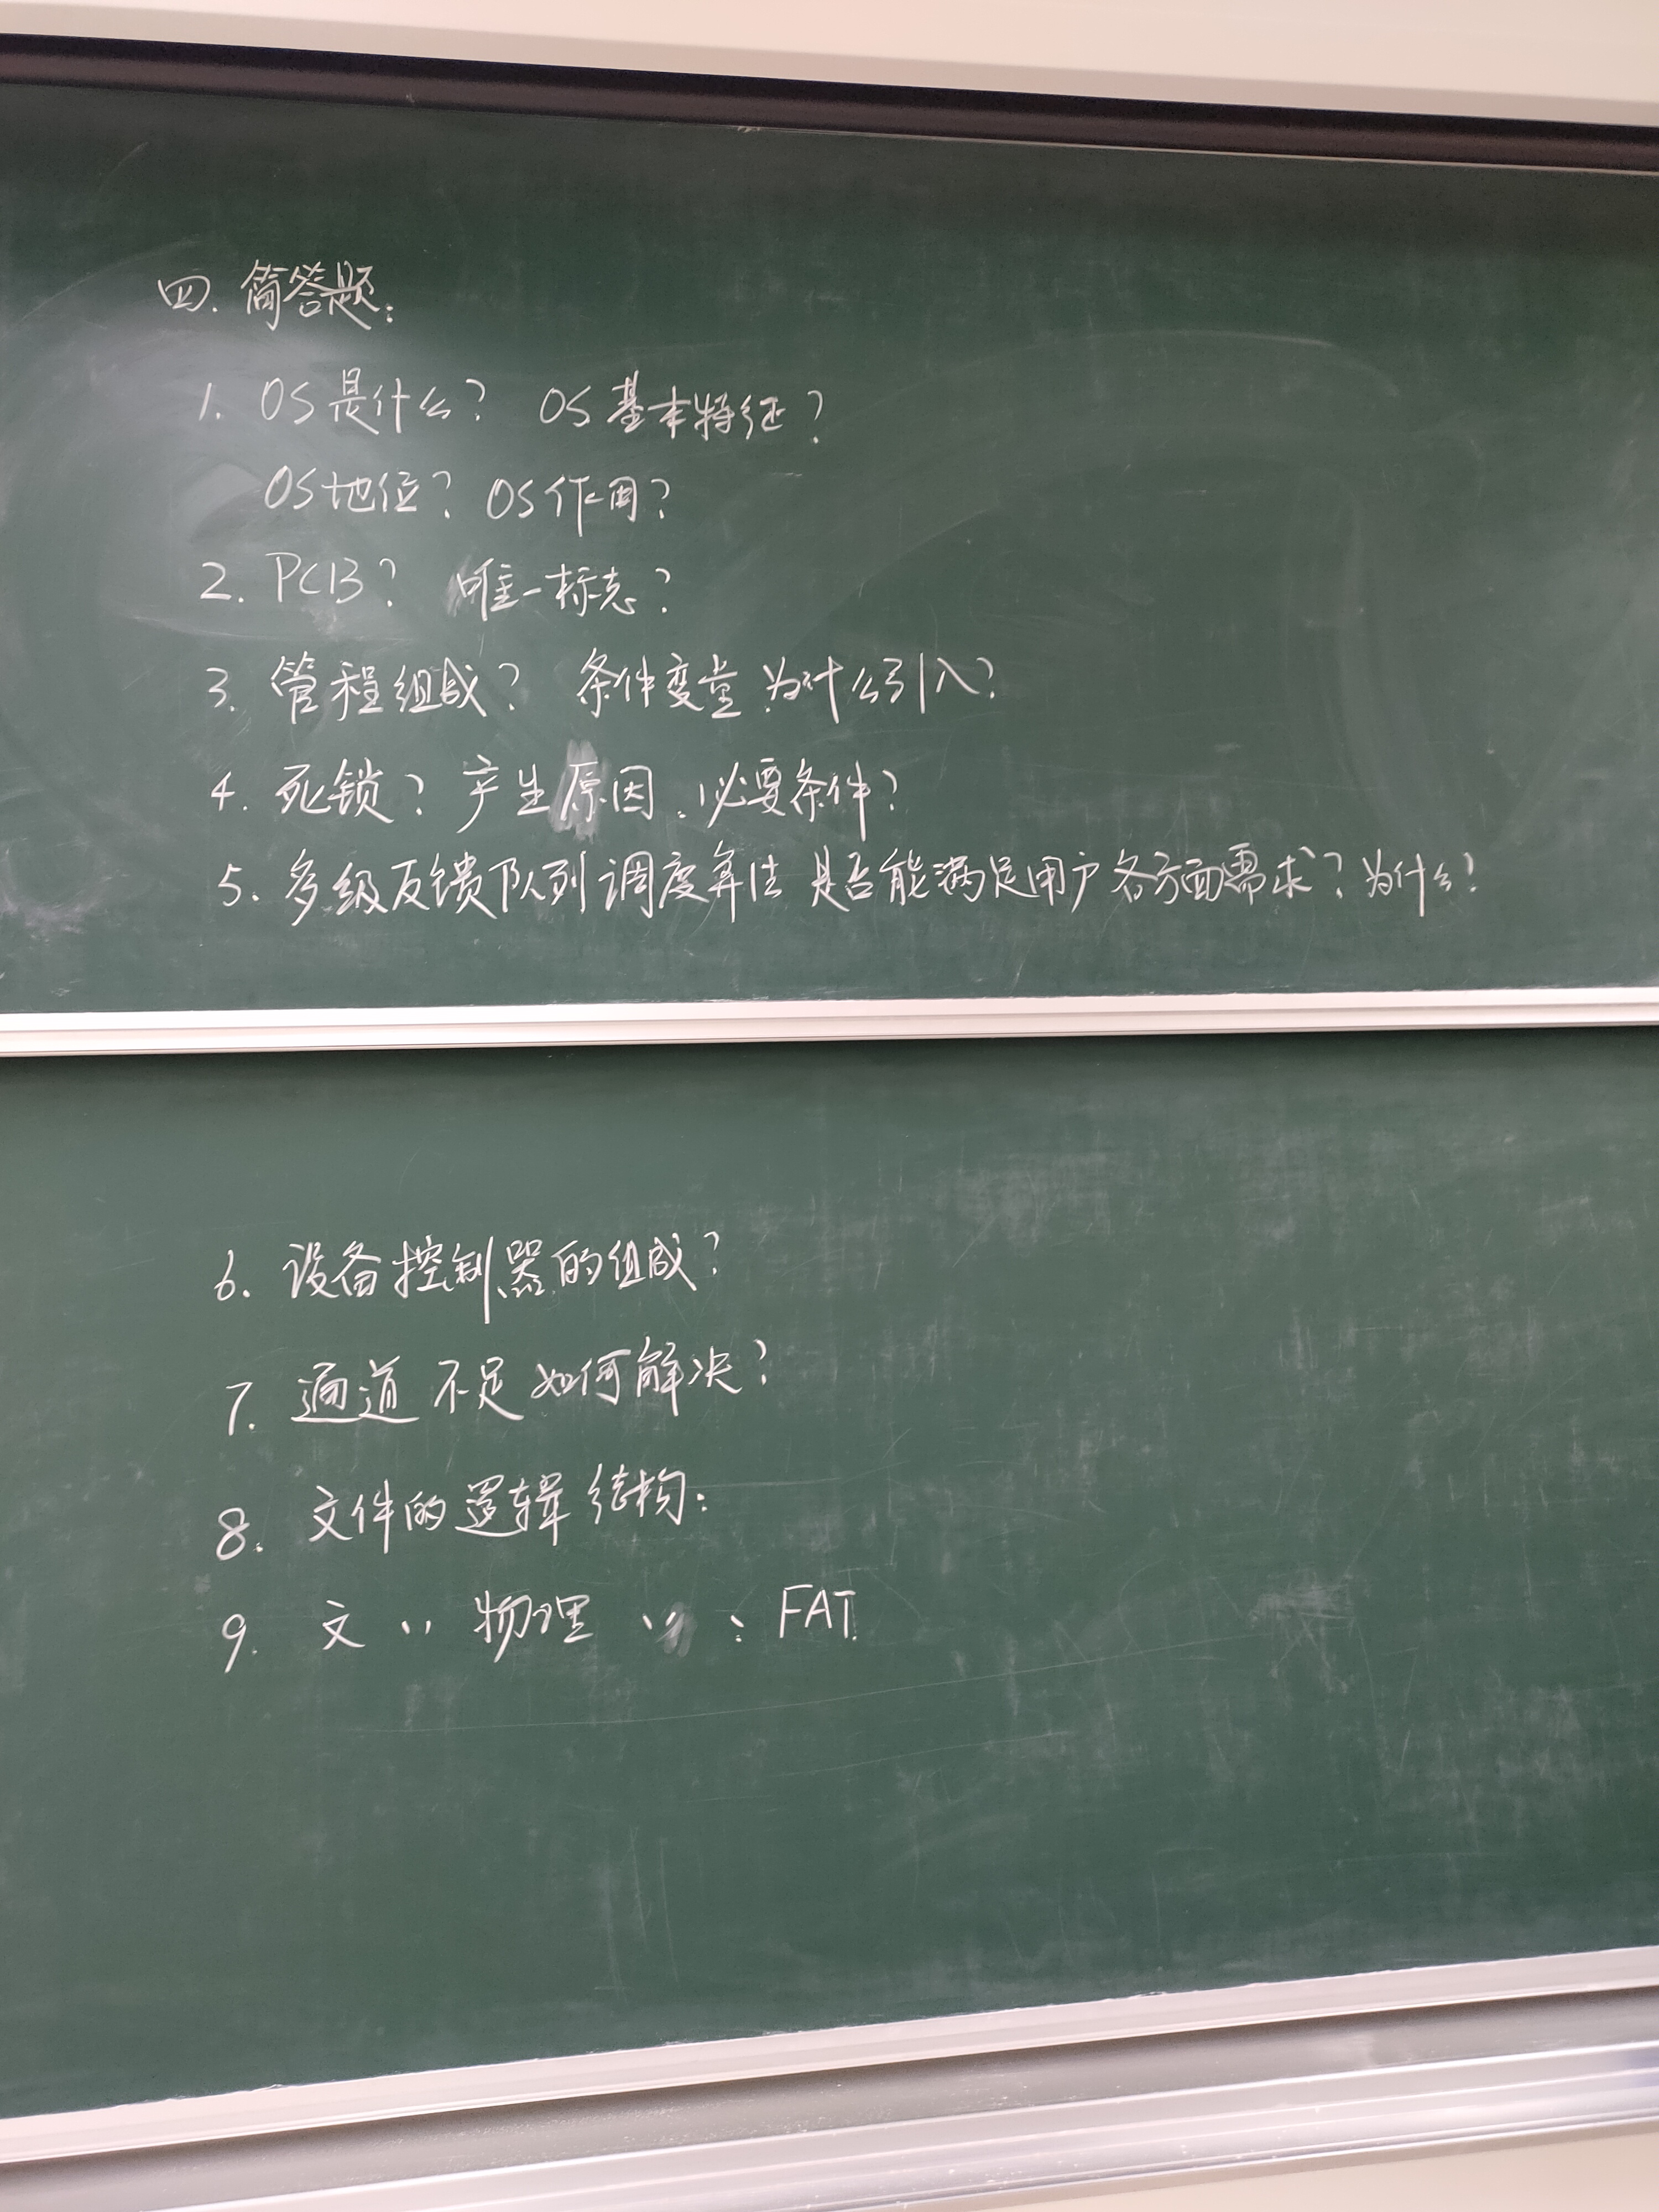 四. 简答题:
1. OS是什么? OS基本特征?
OS地位? OS作用?
2. PCB? 唯一标志?
3. 管程组成? 条件变量 为什么引入?
4. 死锁? 产生原因、必要条件?
5. 多级反馈队列调度算法 是否能满足用户各方面需求? 为什么?
6. 设备控制器的组成?
7. 通道不足如何解决?
8. 文件的逻辑结构:
9. 文 〃 物理 〃 : FAT